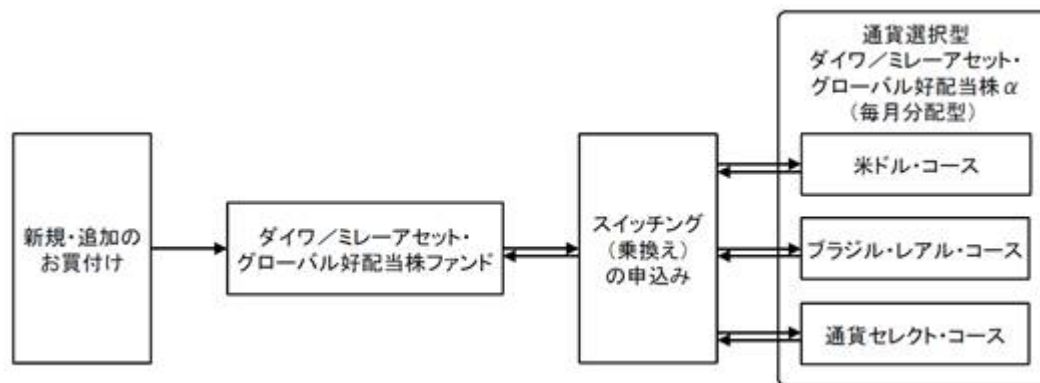 新規・追加の
お買付け
ダイワ／ミレーアセット・
グローバル好配当株ファンド
スイッチング
（乗換え）
の申込み
通貨選択型
ダイワ／ミレーアセット・
グローバル好配当株α
（毎月分配型）
米ドル・コース
ブラジル・レアル・コース
通貨セレクト・コース